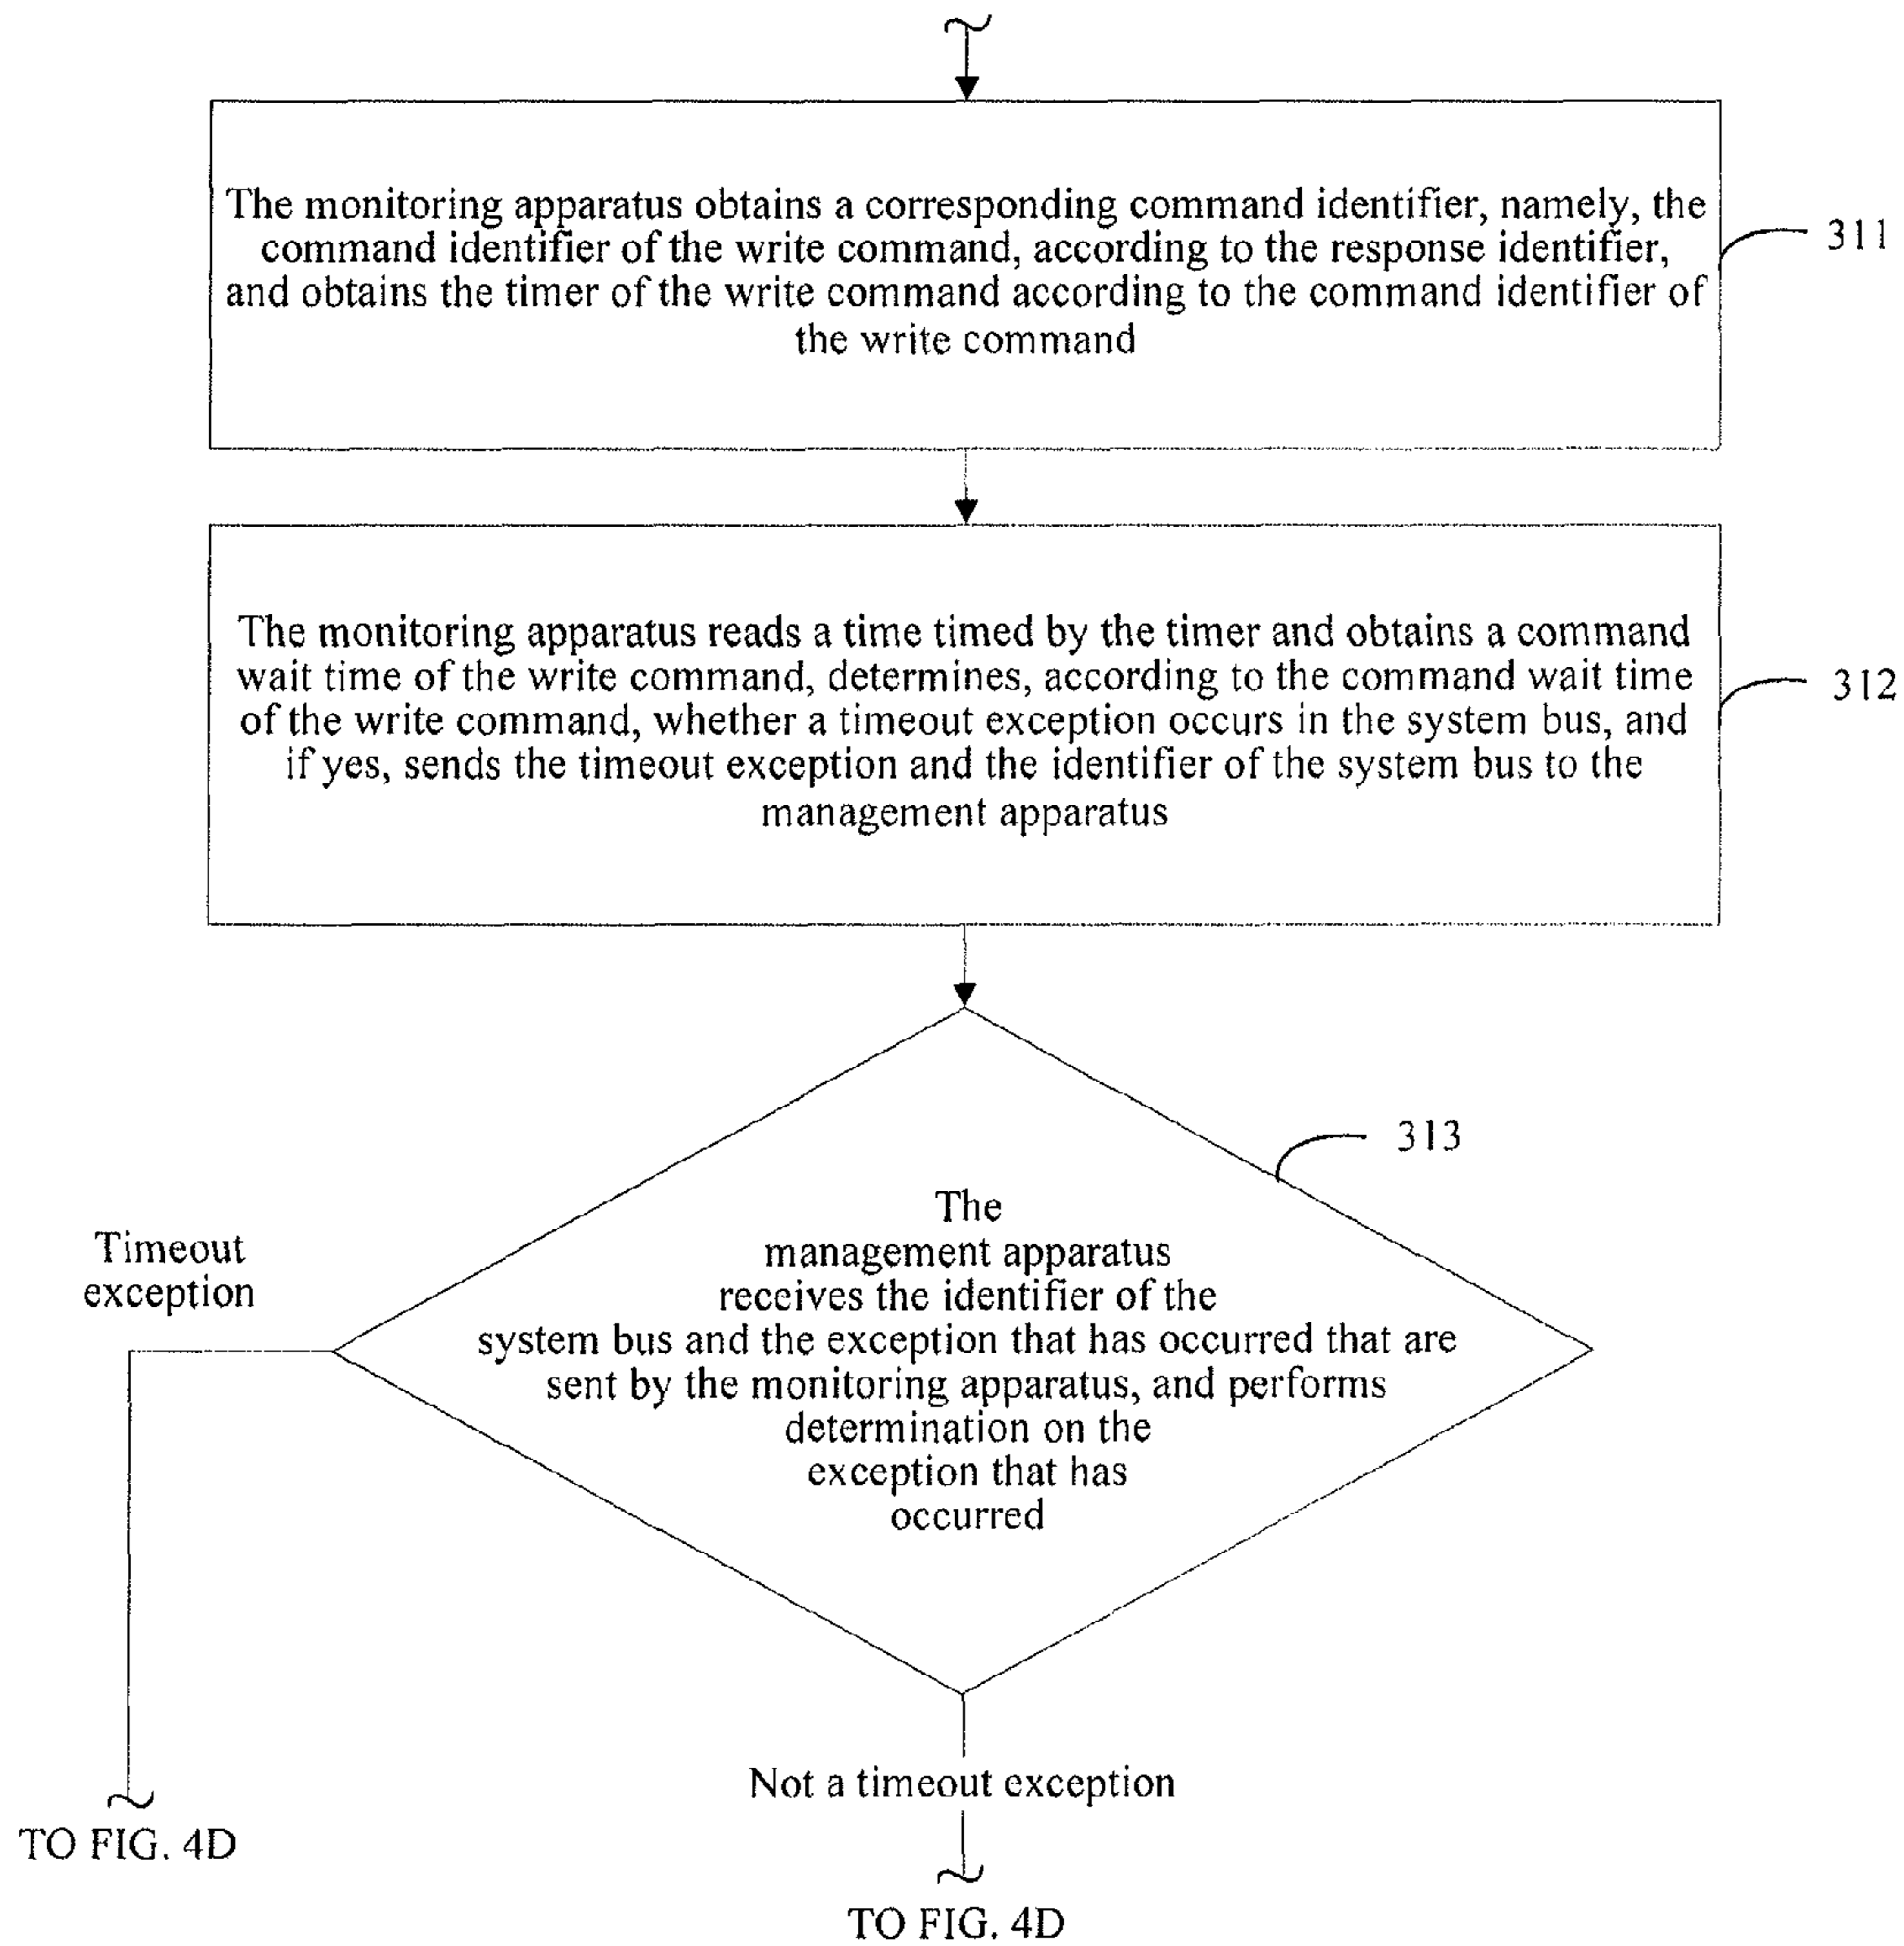 The monitoring apparatus obtains a corresponding command identifier, namely, the
command identifier of the write command, according to the response identifier,
and obtains the timer of the write command according to the command identifier of
the write command
311
The monitoring apparatus reads a time timed by the timer and obtains a command
wait time of the write command, determines, according to the command wait time
of the write command, whether a timeout exception occurs in the system bus, and
if yes, sends the timeout exception and the identifier of the system bus to the
management apparatus
312
313
The
management apparatus
receives the identifier of the
system bus and the exception that has occurred that are
sent by the monitoring apparatus, and performs
determination on the
exception that has
occurred
Timeout
exception
Not a timeout exception
TO FIG. 4D
TO FIG. 4D